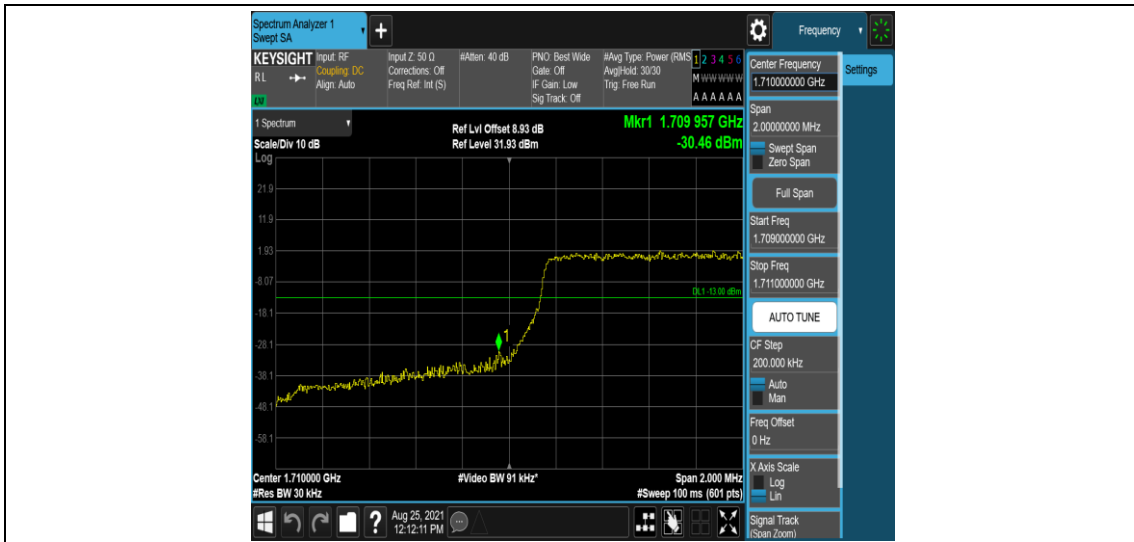 Spectrum Analyzer 1
Swept SA
Frequency
KEYSIGHT
RL
LXI
Input: RF
Coupling: DC
Align: Auto
Input Z: 50 Ω
Corrections: Off
Freq Ref: Int (S)
#Atten: 40 dB
PNO: Best Wide
Gate: Off
IF Gain: Low
Sig Track: Off
#Avg Type: Power (RMS
Avg|Hold: 30/30
Trig: Free Run
1 2 3 4 5 6
M W W W W W
A A A A A A
1 Spectrum
Scale/Div 10 dB
Ref Lvl Offset 8.93 dB
Ref Level 31.93 dBm
Mkr1 1.709 957 GHz
-30.46 dBm
Log
21.9
11.9
1.93
-8.07
DL1 -13.00 dBm
-18.1
1
-28.1
-38.1
-48.1
-58.1
Center 1.710000 GHz
#Video BW 91 kHz*
Span 2.000 MHz
#Res BW 30 kHz
#Sweep 100 ms (601 pts)
Aug 25, 2021
12:12:11 PM
Center Frequency
1.710000000 GHz
Settings
Span
2.00000000 MHz
Swept Span
Zero Span
Full Span
Start Freq
1.709000000 GHz
Stop Freq
1.711000000 GHz
AUTO TUNE
CF Step
200.000 kHz
Auto
Man
Freq Offset
0 Hz
X Axis Scale
Log
Lin
Signal Track
(Span Zoom)